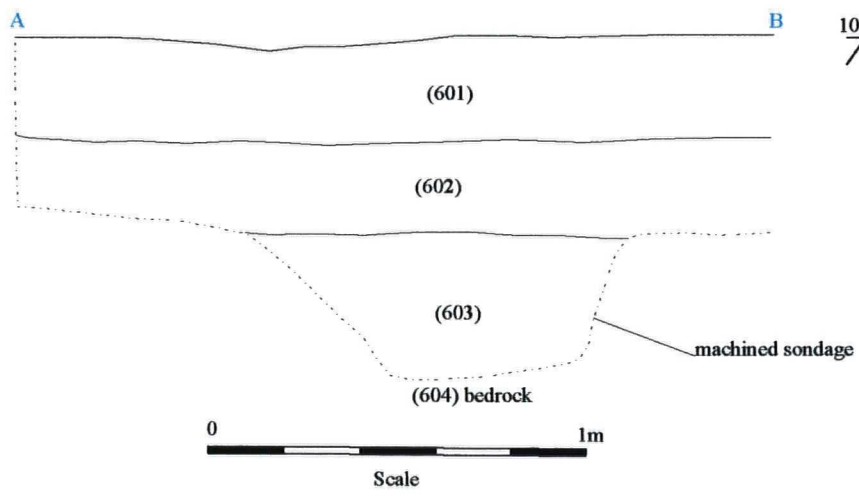 A B
10
(601)
(602)
(603)
machined sondage
(604) bedrock
0 1m
Scale